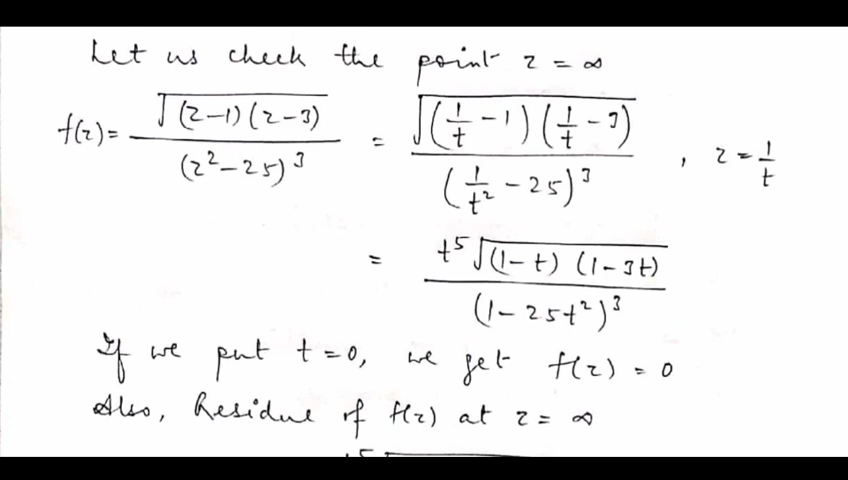 Let us check the point z = ∞
f(z) = √((z-1)(z-3)) / (z²-25)³ = √((1/t - 1)(1/t - 3)) / (1/t² - 25)³ , z = 1/t
= t⁵√((1-t)(1-3t)) / (1-25t²)³
If we put t=0, we get f(z) = 0
Also, Residue of f(z) at z = ∞